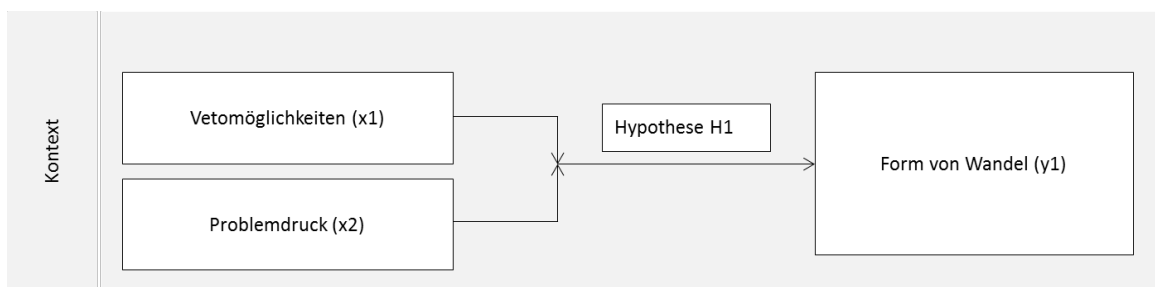 Kontext
Vetomöglichkeiten (x1)
Problemdruck (x2)
Hypothese H1
Form von Wandel (y1)